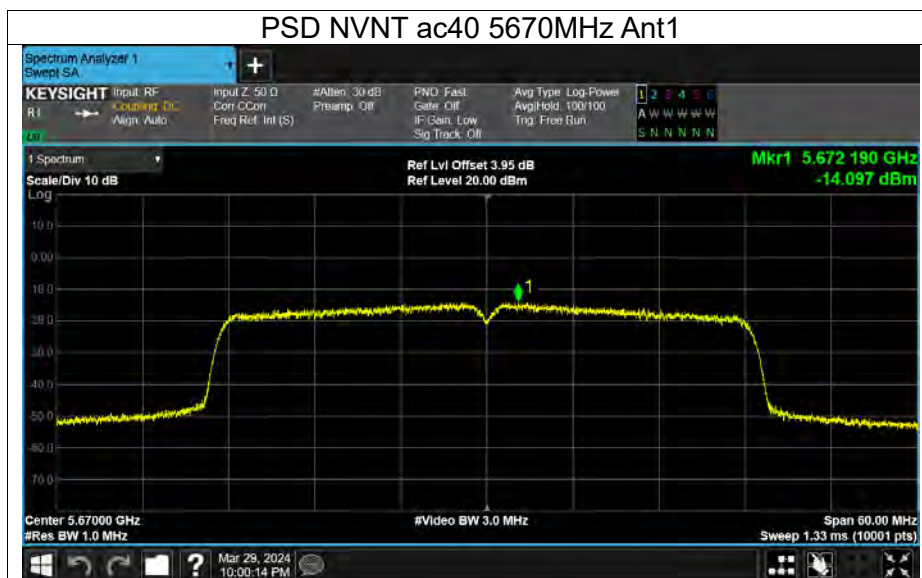 PSD NVNT ac40 5670MHz Ant1
Spectrum Analyzer 1
Swept SA
+
KEYSIGHT Input: RF Input Z: 50 Ω #Atten: 30 dB PNO: Fast Avg Type: Log-Power 1 2 3 4 5 6
Coupling: DC Corr CCorr Preamp: Off Gate: Off Avg|Hold: 100/100 A W W W W W
Align: Auto Freq Ref: Int (S) IF Gain: Low Trig: Free Run
Sig Track: Off S N N N N N
1 Spectrum Ref Lvl Offset 3.95 dB Mkr1 5.672 190 GHz
Scale/Div 10 dB Ref Level 20.00 dBm -14.097 dBm
Log
10.0
0.00
-10.0
1
-20.0
-30.0
-40.0
-50.0
-60.0
-70.0
Center 5.67000 GHz #Video BW 3.0 MHz Span 60.00 MHz
#Res BW 1.0 MHz Sweep 1.33 ms (10001 pts)
? Mar 29, 2024
10:00:14 PM